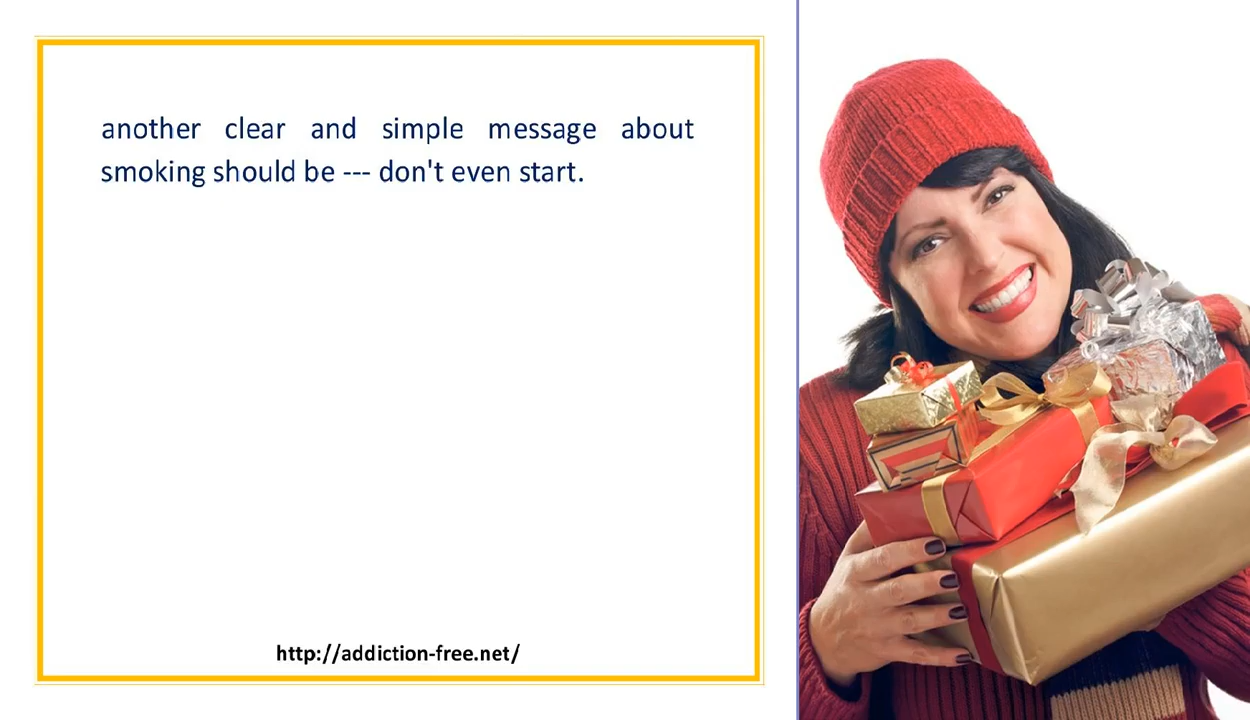 another clear and simple message about
smoking should be --- don't even start.
http://addiction-free.net/